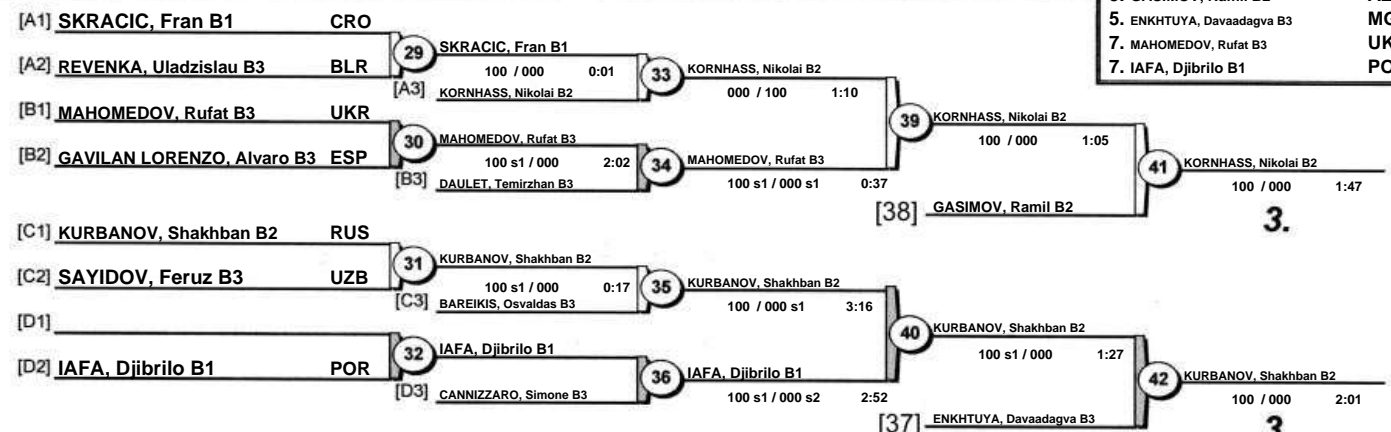 [A1] SKRACIC, Fran B1 CRO
[A2] REVENKA, Uladzislau B3 BLR
29
[A3]
SKRACIC, Fran B1
100 / 000 0:01
KORNHASS, Nikolai B2
33
KORNHASS, Nikolai B2
000 / 100 1:10
[B1] MAHOMEDOV, Rufat B3 UKR
[B2] GAVILAN LORENZO, Alvaro B3 ESP
30
[B3]
MAHOMEDOV, Rufat B3
100 s1 / 000 2:02
DAULET, Temirzhan B3
34
MAHOMEDOV, Rufat B3
100 s1 / 000 s1 0:37
39
KORNHASS, Nikolai B2
100 / 000 1:05
[38] GASIMOV, Ramil B2
41
KORNHASS, Nikolai B2
100 / 000 1:47
3.
[C1] KURBANOV, Shakhban B2 RUS
[C2] SAYIDOV, Feruz B3 UZB
31
[C3]
KURBANOV, Shakhban B2
100 s1 / 000 0:17
BAREIKIS, Osvaldas B3
35
KURBANOV, Shakhban B2
100 / 000 s1 3:16
[D1]
[D2] IAFA, Djibrilo B1 POR
32
[D3]
IAFA, Djibrilo B1
CANNIZZARO, Simone B3
36
IAFA, Djibrilo B1
100 s1 / 000 s2 2:52
40
KURBANOV, Shakhban B2
100 s1 / 000 1:27
[37] ENKHTUYA, Davaadagva B3
42
KURBANOV, Shakhban B2
100 / 000 2:01
3.
5. ENKHTUYA, Davaadagva B3 MG
7. MAHOMEDOV, Rufat B3 UK
7. IAFA, Djibrilo B1 PO